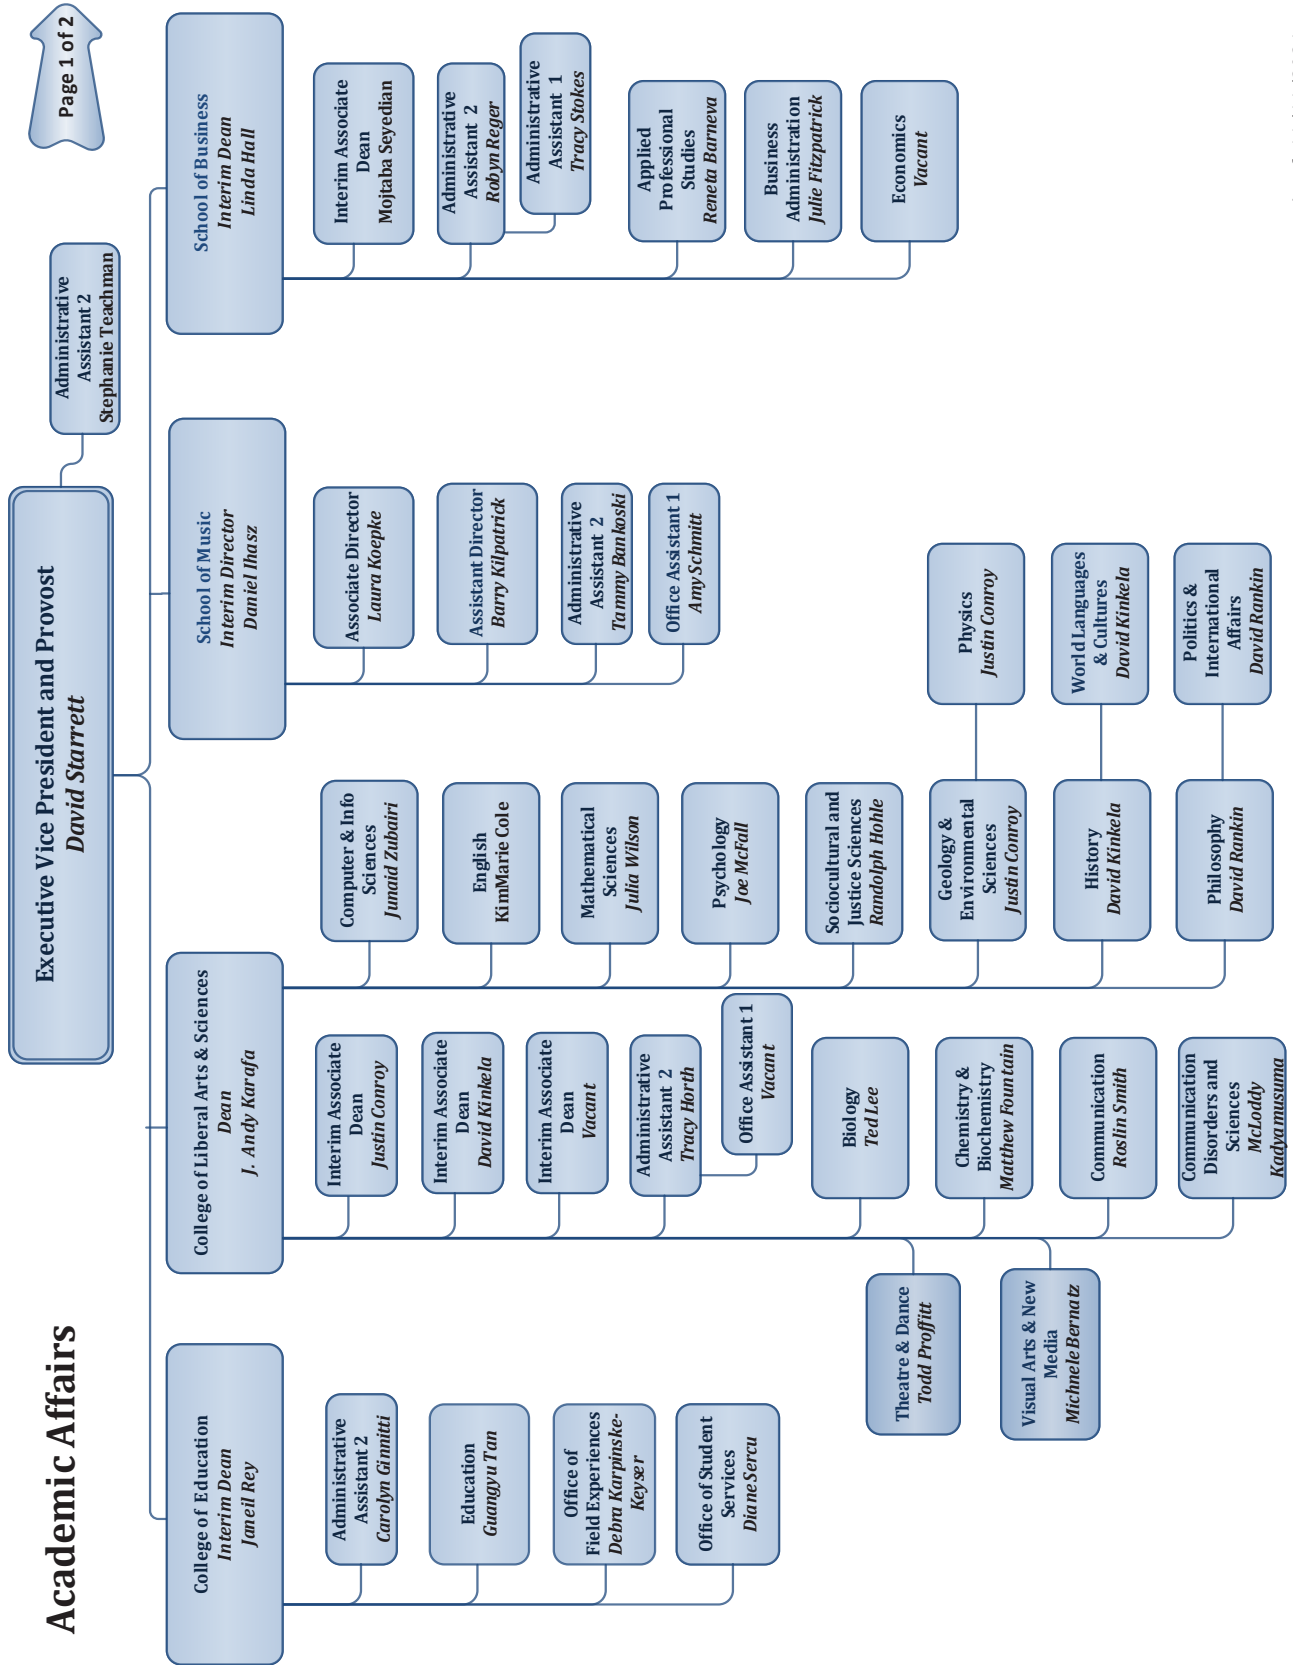 Academic Affairs
Page 1 of 2
Executive Vice President and Provost
David Starrett
Administrative
Assistant 2
Stephanie Teachman
College of Education
Interim Dean
Janeil Rey
Administrative
Assistant 2
Carolyn Ginnitti
Education
Guangyu Tan
Office of
Field Experiences
Debra Karpinske-
Keyser
Office of Student
Services
Diane Sercu
College of Liberal Arts & Sciences
Dean
J. Andy Karafa
Interim Associate
Dean
Justin Conroy
Interim Associate
Dean
David Kinkela
Interim Associate
Dean
Vacant
Administrative
Assistant 2
Tracy Horth
Office Assistant 1
Vacant
Biology
Ted Lee
Chemistry &
Biochemistry
Matthew Fountain
Communication
Roslin Smith
Communication
Disorders and
Sciences
McLoddy
Kadyamusuma
Theatre & Dance
Todd Proffitt
Visual Arts & New
Media
Michnele Bernatz
Computer & Info
Sciences
Junaid Zubairi
English
KimMarie Cole
Mathematical
Sciences
Julia Wilson
Psychology
Joe McFall
Sociocultural and
Justice Sciences
Randolph Hohle
Geology &
Environmental
Sciences
Justin Conroy
Physics
Justin Conroy
History
David Kinkela
World Languages
& Cultures
David Kinkela
Philosophy
David Rankin
Politics &
International
Affairs
David Rankin
School of Music
Interim Director
Daniel Ihasz
Associate Director
Laura Koepke
Assistant Director
Barry Kilpatrick
Administrative
Assistant 2
Tammy Bankoski
Office Assistant 1
Amy Schmitt
School of Business
Interim Dean
Linda Hall
Interim Associate
Dean
Mojtaba Seyedian
Administrative
Assistant 2
Robyn Reger
Administrative
Assistant 1
Tracy Stokes
Applied
Professional
Studies
Reneta Barneva
Business
Administration
Julie Fitzpatrick
Economics
Vacant